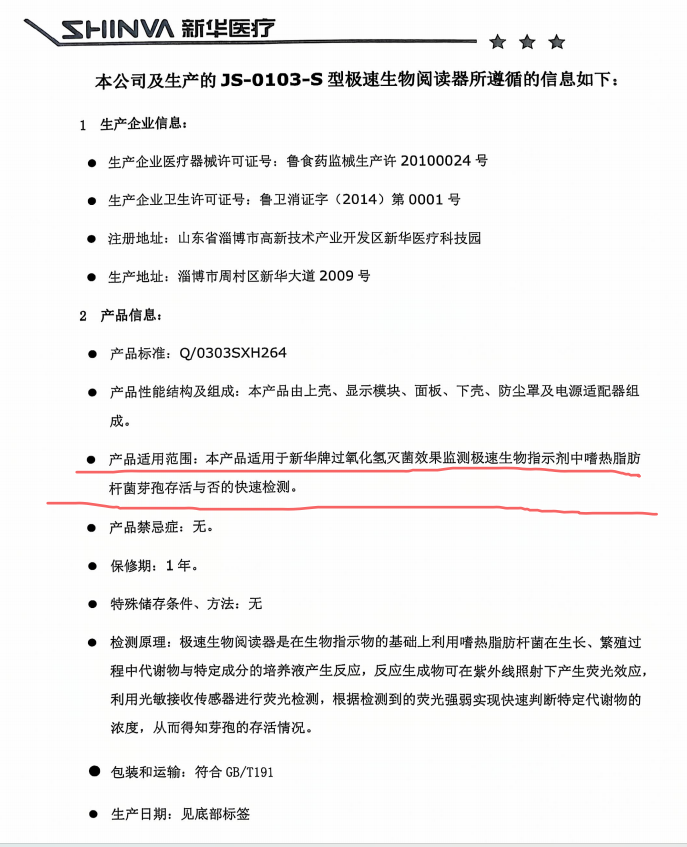 SHINVA 新华医疗
本公司及生产的 JS-0103-S 型极速生物阅读器所遵循的信息如下：
1 生产企业信息：
● 生产企业医疗器械许可证号：鲁食药监械生产许 20100024 号
● 生产企业卫生许可证号：鲁卫消证字（2014）第 0001 号
● 注册地址：山东省淄博市高新技术产业开发区新华医疗科技园
● 生产地址：淄博市周村区新华大道 2009 号
2 产品信息：
● 产品标准：Q/0303SXH264
● 产品性能结构及组成：本产品由上壳、显示模块、面板、下壳、防尘罩及电源适配器组
成。
● 产品适用范围：本产品适用于新华牌过氧化氢灭菌效果监测极速生物指示剂中嗜热脂肪
杆菌芽孢存活与否的快速检测。
● 产品禁忌症：无。
● 保修期：1 年。
● 特殊储存条件、方法：无
● 检测原理：极速生物阅读器是在生物指示物的基础上利用嗜热脂肪杆菌在生长、繁殖过
程中代谢物与特定成分的培养液产生反应，反应生成物可在紫外线照射下产生荧光效应，
利用光敏接收传感器进行荧光检测，根据检测到的荧光强弱实现快速判断特定代谢物的
浓度，从而得知芽孢的存活情况。
● 包装和运输：符合 GB/T191
● 生产日期：见底部标签